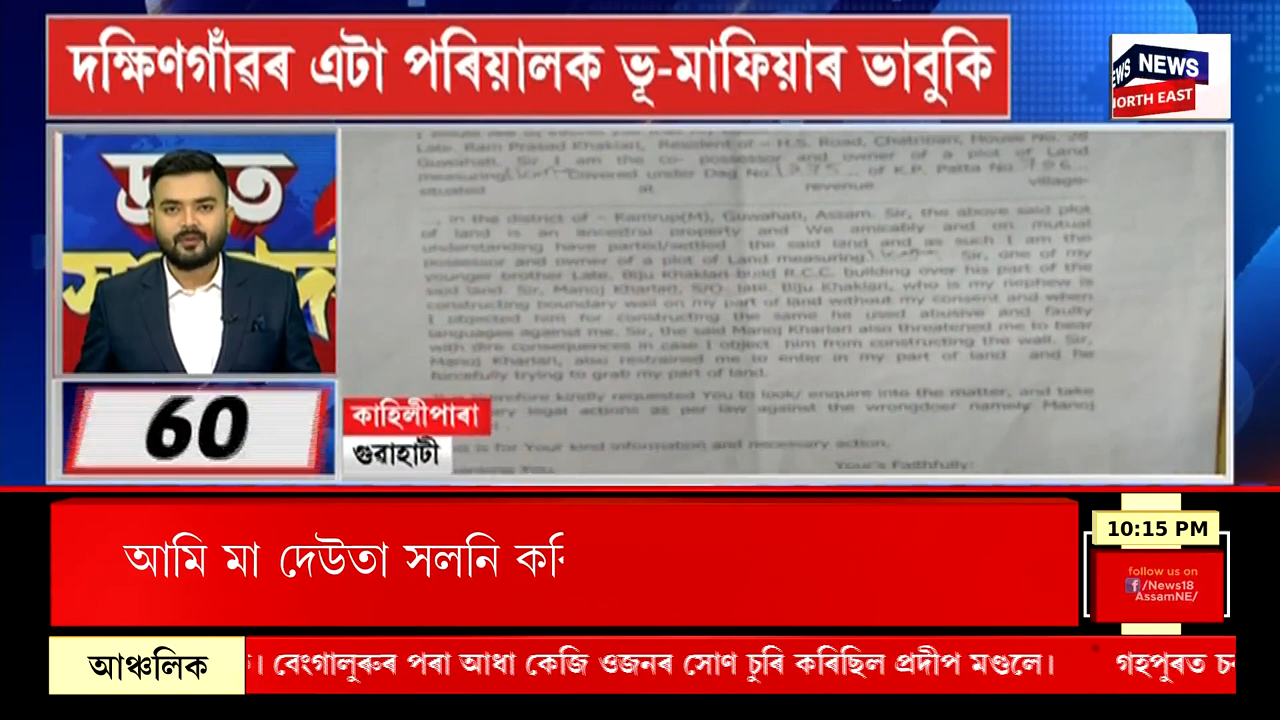 দক্ষিণগাঁৱৰ এটা পৰিয়ালক ভূ-মাফিয়াৰ ভাবুকি
NEWS NEWS
NORTH EAST
দ্ৰুত
Late. Ram Prasad Khaklari, Resident of - H.S. Road, Chatribari, House No. 26
Guwahati. Sir I am the co- possessor and owner of a plot of Land
measuring Covered under Dag No. 1275 .. of K.P. Patta No. 796 ...
situated at revenue village-
.. in the district of - Kamrup(M), Guwahati, Assam. Sir, the above said plot
of land is an ancestral property and We amicably and on mutual
understanding have parted/settled the said land and as such I am the
possessor and owner of a plot of Land measuring Sir, one of my
younger brother Late. Biju Khaklari build R.C.C. building over his part of the
said land. Sir, Manoj Kharlari, S/O. late. Biju Khaklari, who is my nephew is
constructing boundary wall on my part of land without my consent and when
I objected him for constructing the same he used abusive and faulty
languages against me. Sir, the said Manoj Kharlari also threatened me to bear
with dire consequences in case I object him from constructing the wall. Sir,
Manoj Kharlari, also restrained me to enter in my part of land and he
forcefully trying to grab my part of land.
therefore kindly requested You to look/ enquire into the matter, and take
legal actions as per law against the wrongdoer namely Manoj
is for Your kind information and necessary action.
You. Your's Faithfully:
60
কাহিলীপাৰা
গুৱাহাটী
আমি মা দেউতা সলনি কৰি
10:15 PM
follow us on
/News18
AssamNE/
আঞ্চলিক
। বেংগালুৰুৰ পৰা আধা কেজি ওজনৰ সোণ চুৰি কৰিছিল প্ৰদীপ মণ্ডলে। গহপুৰত